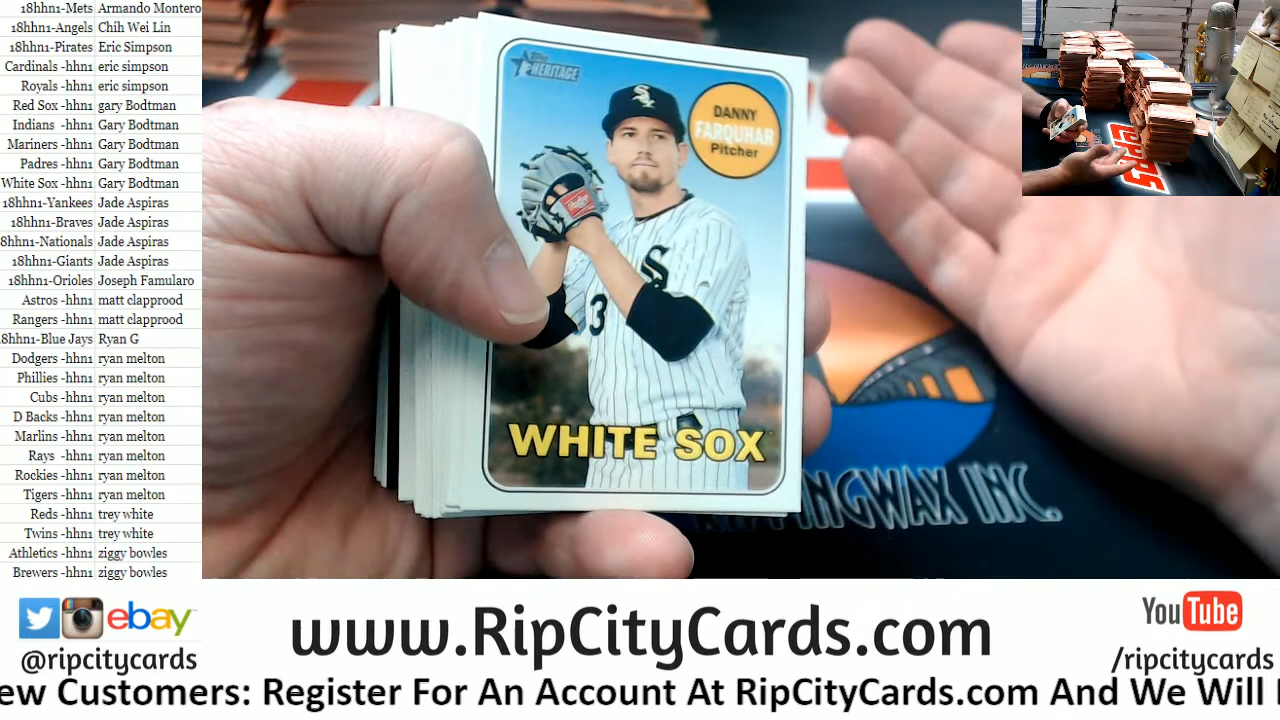 18hhn1-Mets Armando Montero
18hhn1-Angels Chih Wei Lin
18hhn1-Pirates Eric Simpson
Cardinals -hhn1 eric simpson
Royals -hhn1 eric simpson
Red Sox -hhn1 gary Bodtman
Indians -hhn1 Gary Bodtman
Mariners -hhn1 Gary Bodtman
Padres -hhn1 Gary Bodtman
White Sox -hhn1 Gary Bodtman
18hhn1-Yankees Jade Aspiras
18hhn1-Braves Jade Aspiras
8hhn1-Nationals Jade Aspiras
18hhn1-Giants Jade Aspiras
18hhn1-Orioles Joseph Famularo
Astros -hhn1 matt clapprood
Rangers -hhn1 matt clapprood
8hhn1-Blue Jays Ryan G
Dodgers -hhn1 ryan melton
Phillies -hhn1 ryan melton
Cubs -hhn1 ryan melton
D Backs -hhn1 ryan melton
Marlins -hhn1 ryan melton
Rays -hhn1 ryan melton
Rockies -hhn1 ryan melton
Tigers -hhn1 ryan melton
Reds -hhn1 trey white
Twins -hhn1 trey white
Athletics -hhn1 ziggy bowles
Brewers -hhn1 ziggy bowles
Topps
HERITAGE
DANNY
FARQUHAR
Pitcher
Rawlings
S
3
WHITE SOX
RIPPINGWAX INC.
topps
ebay
@ripcitycards
www.RipCityCards.com
You Tube
/ripcitycards
ew Customers: Register For An Account At RipCityCards.com And We Will